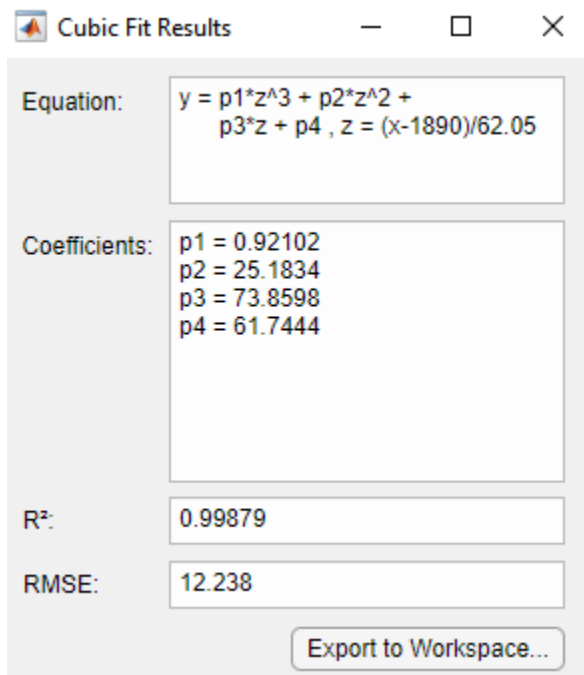 Cubic Fit Results
Equation:
y = p1*z^3 + p2*z^2 +
p3*z + p4 , z = (x-1890)/62.05
Coefficients:
p1 = 0.92102
p2 = 25.1834
p3 = 73.8598
p4 = 61.7444
R²:
0.99879
RMSE:
12.238
Export to Workspace...